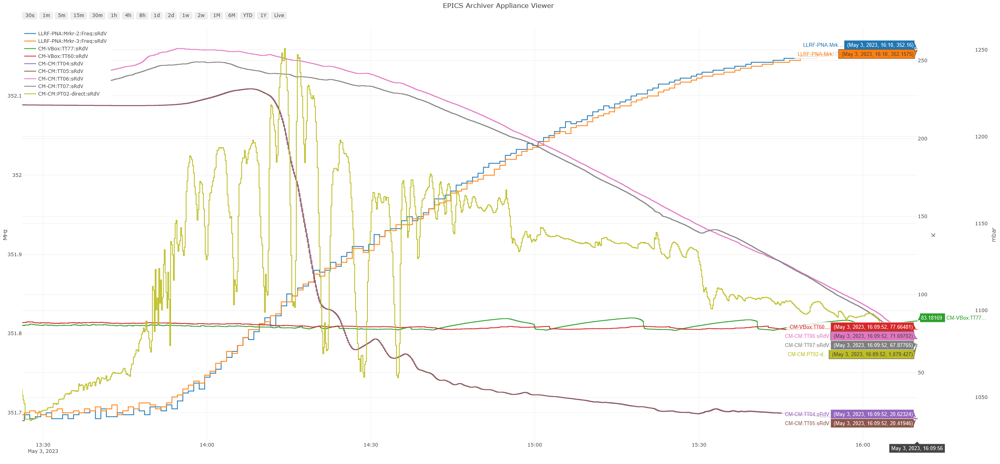 EPICS Archiver Appliance Viewer
30s 1m 5m 15m 30m 1h 4h 8h 1d 2d 1w 2w 1M 6M YTD 1Y Live
LLRF-PNA:Mrkr-2:Freq:sRdV
LLRF-PNA:Mrkr-3:Freq:sRdV
CM-VBox:TT77:sRdV
CM-VBox:TT60:sRdV
CM-CM:TT04:sRdV
CM-CM:TT05:sRdV
CM-CM:TT06:sRdV
CM-CM:TT07:sRdV
CM-CM:PT02-direct:sRdV
352.1
352
351.9
351.8
351.7
MHz
LLRF-PNA:Mrk... (May 3, 2023, 16:10, 352.16)
LLRF-PNA:Mrk... (May 3, 2023, 16:10, 352.1575)
83.18169 CM-VBox:TT77...
CM-VBox:TT60... (May 3, 2023, 16:09:52, 77.66481)
CM-CM:TT06:sRdV (May 3, 2023, 16:09:52, 71.69702)
CM-CM:TT07:sRdV (May 3, 2023, 16:09:52, 67.87765)
CM-CM:PT02-d... (May 3, 2023, 16:09:52, 1,079.427)
CM-CM:TT04:sRdV (May 3, 2023, 16:09:52, 20.62324)
CM-CM:TT05:sRdV (May 3, 2023, 16:09:52, 20.41946)
250
200
150
100
50
K
1250
1200
1150
1100
1050
mbar
13:30 14:00 14:30 15:00 15:30 16:00
May 3, 2023
May 3, 2023, 16:09:56